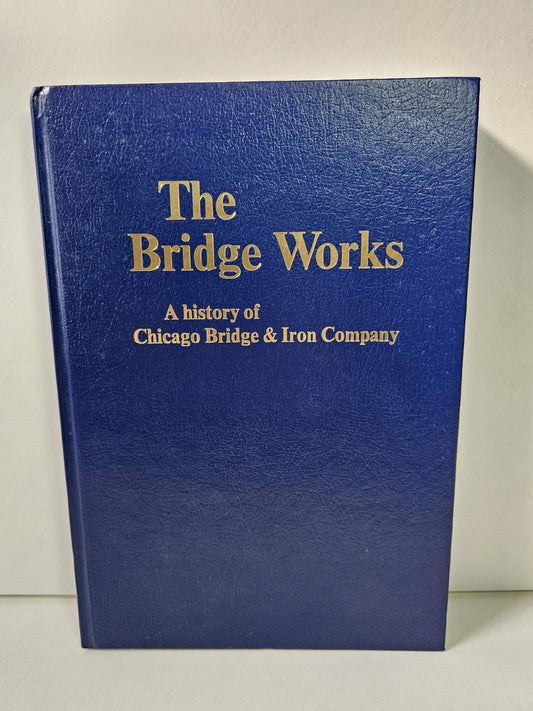 The
Bridge Works
A history of
Chicago Bridge & Iron Company